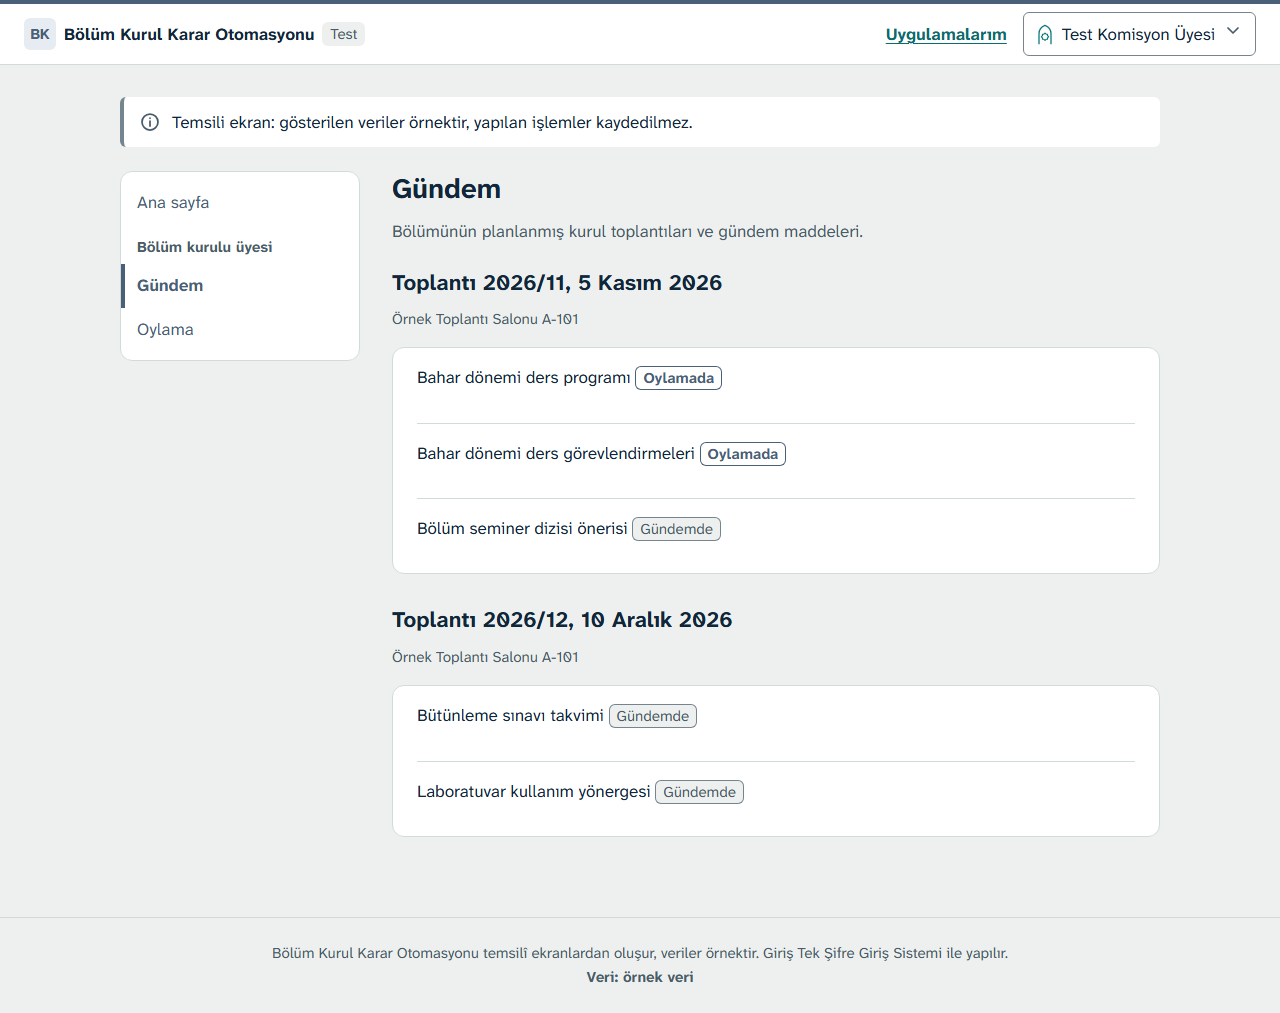 BK Bölüm Kurul Karar Otomasyonu Test
Uygulamalarım
Test Komisyon Üyesi
Temsili ekran: gösterilen veriler örnektir, yapılan işlemler kaydedilmez.
Ana sayfa
Bölüm kurulu üyesi
Gündem
Oylama
Gündem
Bölümünün planlanmış kurul toplantıları ve gündem maddeleri.
Toplantı 2026/11, 5 Kasım 2026
Örnek Toplantı Salonu A-101
Bahar dönemi ders programı Oylamada
Bahar dönemi ders görevlendirmeleri Oylamada
Bölüm seminer dizisi önerisi Gündemde
Toplantı 2026/12, 10 Aralık 2026
Örnek Toplantı Salonu A-101
Bütünleme sınavı takvimi Gündemde
Laboratuvar kullanım yönergesi Gündemde
Bölüm Kurul Karar Otomasyonu temsilî ekranlardan oluşur, veriler örnektir. Giriş Tek Şifre Giriş Sistemi ile yapılır.
Veri: örnek veri